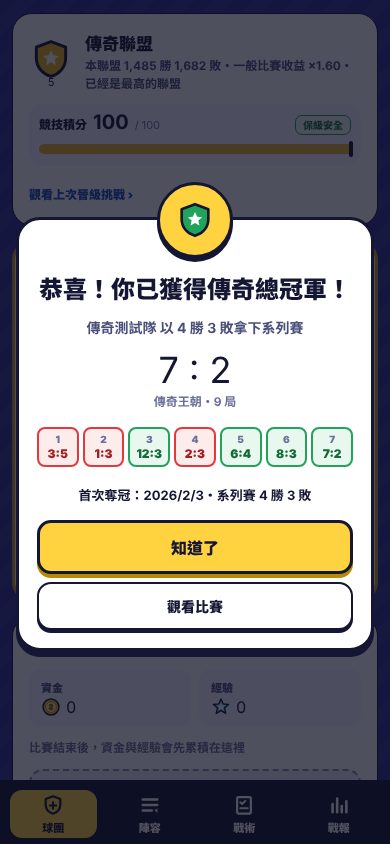 傳奇聯盟
本聯盟 1,485 勝 1,682 敗・一般比賽收益 ×1.60・
已經是最高的聯盟
5
競技積分 100 / 100 保級安全
觀看上次晉級挑戰 ›
恭喜！你已獲得傳奇總冠軍！
傳奇測試隊 以 4 勝 3 敗拿下系列賽
7 : 2
傳奇王朝・9 局
1 2 3 4 5 6 7
3:5 1:3 12:3 2:3 6:4 8:3 7:2
首次奪冠：2026/2/3・系列賽 4 勝 3 敗
知道了
觀看比賽
資金 經驗
0 0
比賽結束後，資金與經驗會先累積在這裡
球團 陣容 戰術 戰報